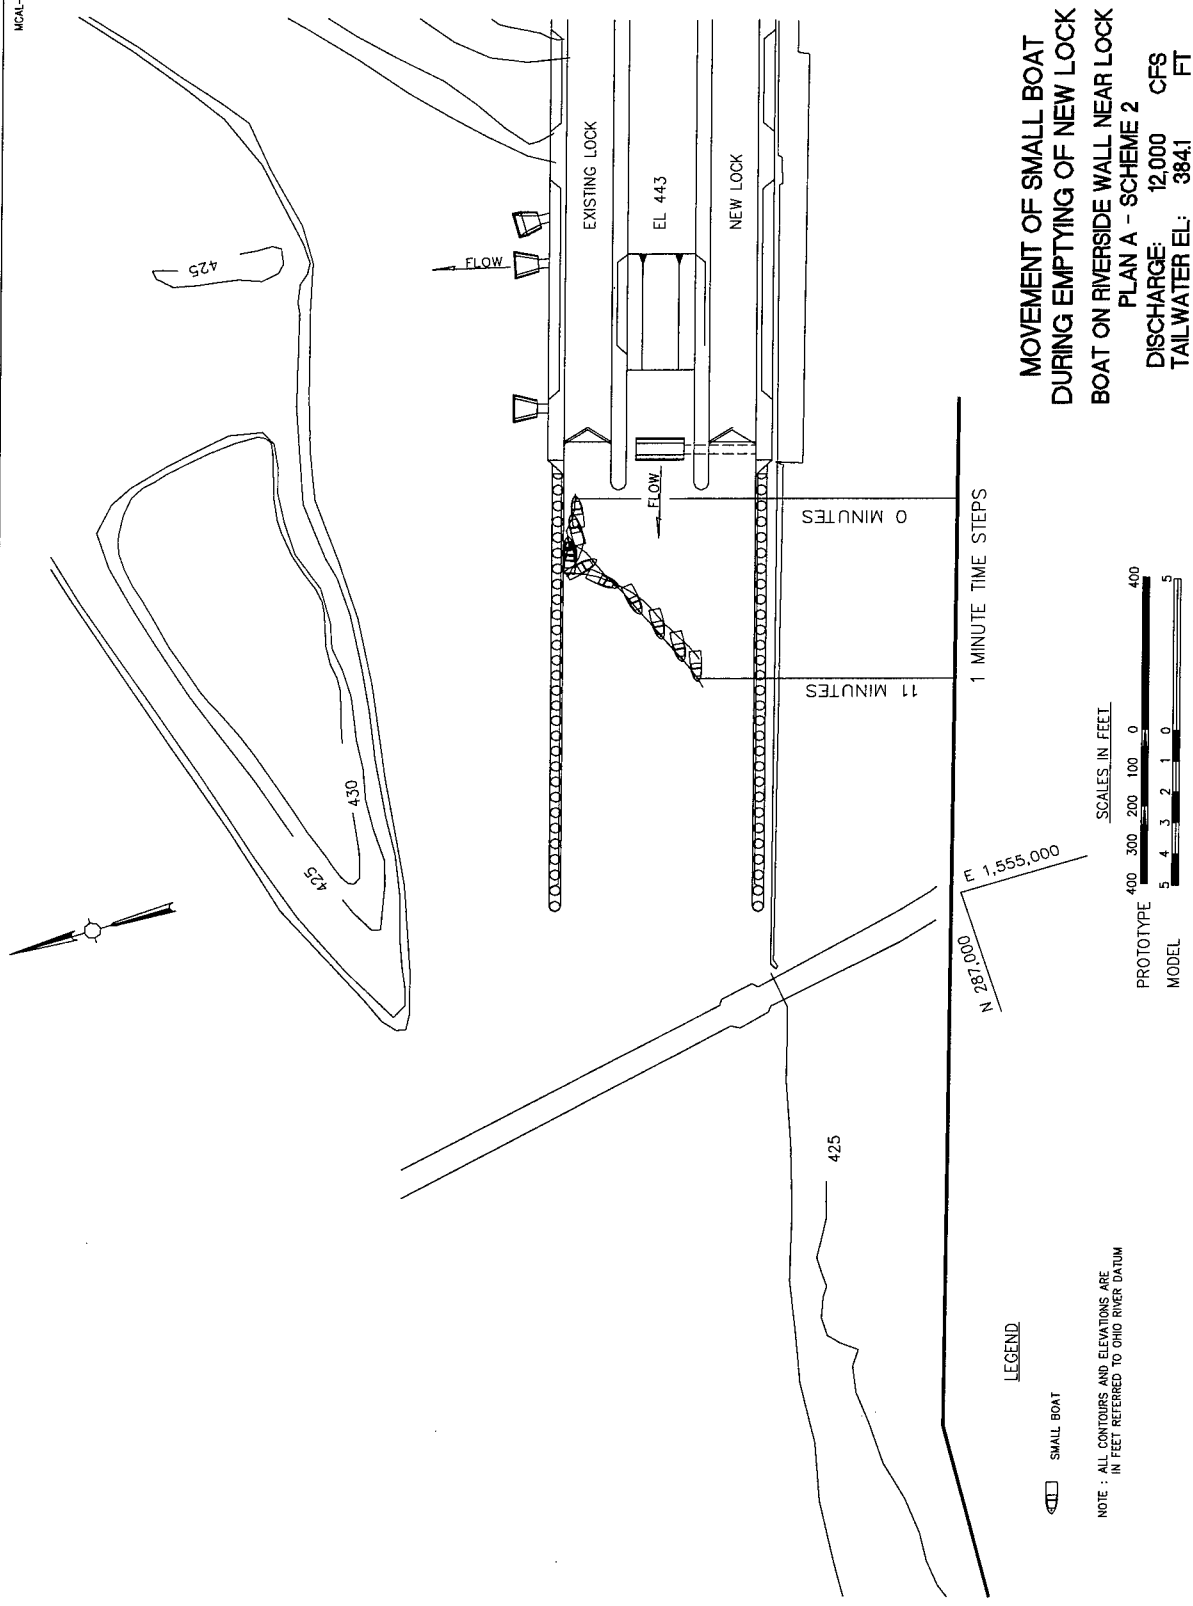 MCAL-
425
FLOW
EXISTING LOCK
EL 443
NEW LOCK
FLOW
0 MINUTES
11 MINUTES
1 MINUTE TIME STEPS
430
425
E 1,555,000
N 287,000
425
MOVEMENT OF SMALL BOAT
DURING EMPTYING OF NEW LOCK
BOAT ON RIVERSIDE WALL NEAR LOCK
PLAN A - SCHEME 2
DISCHARGE: 12,000 CFS
TAILWATER EL: 384.1 FT
SCALES IN FEET
PROTOTYPE 400 300 200 100 0 400
MODEL 5 4 3 2 1 0 5
LEGEND
SMALL BOAT
NOTE : ALL CONTOURS AND ELEVATIONS ARE
IN FEET REFERRED TO OHIO RIVER DATUM